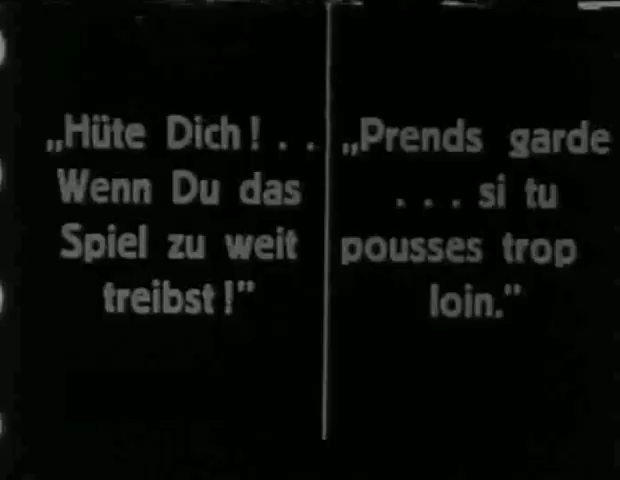 „Hüte Dich! . .
Wenn Du das
Spiel zu weit
treibst!”
„Prends garde
. . . si tu
pousses trop
loin.”